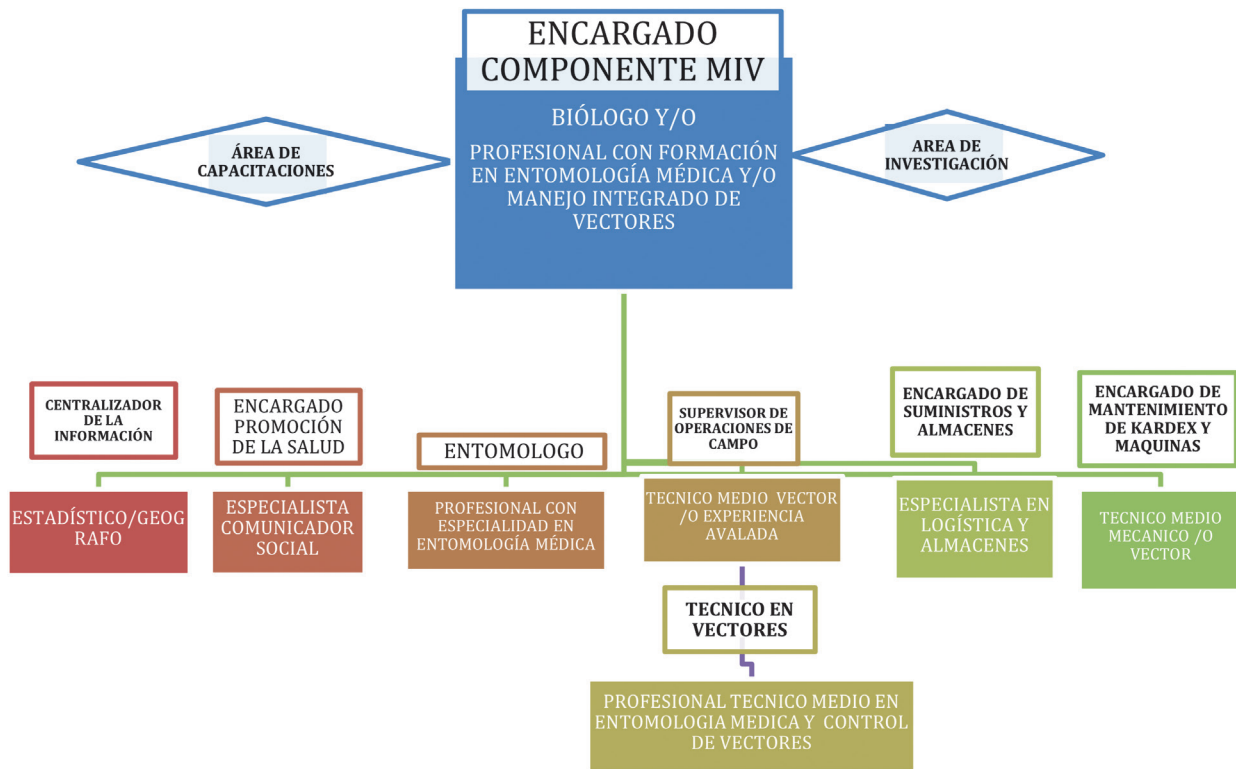 ENCARGADO
COMPONENTE MIV
BIÓLOGO Y/O
PROFESIONAL CON FORMACIÓN
EN ENTOMOLOGÍA MÉDICA Y/O
MANEJO INTEGRADO DE
VECTORES
ÁREA DE
CAPACITACIONES
AREA DE
INVESTIGACIÓN
CENTRALIZADOR
DE LA
INFORMACIÓN
ESTADÍSTICO/GEOG
RAFO
ENCARGADO
PROMOCIÓN
DE LA SALUD
ESPECIALISTA
COMUNICADOR
SOCIAL
ENTOMOLOGO
PROFESIONAL CON
ESPECIALIDAD EN
ENTOMOLOGÍA MÉDICA
SUPERVISOR DE
OPERACIONES DE
CAMPO
TECNICO MEDIO VECTOR
/O EXPERIENCIA
AVALADA
ENCARGADO DE
SUMINISTROS Y
ALMACENES
ESPECIALISTA EN
LOGÍSTICA Y
ALMACENES
ENCARGADO DE
MANTENIMIENTO
DE KARDEX Y
MAQUINAS
TECNICO MEDIO
MECANICO /O
VECTOR
TECNICO EN
VECTORES
PROFESIONAL TECNICO MEDIO EN
ENTOMOLOGIA MEDICA Y CONTROL
DE VECTORES